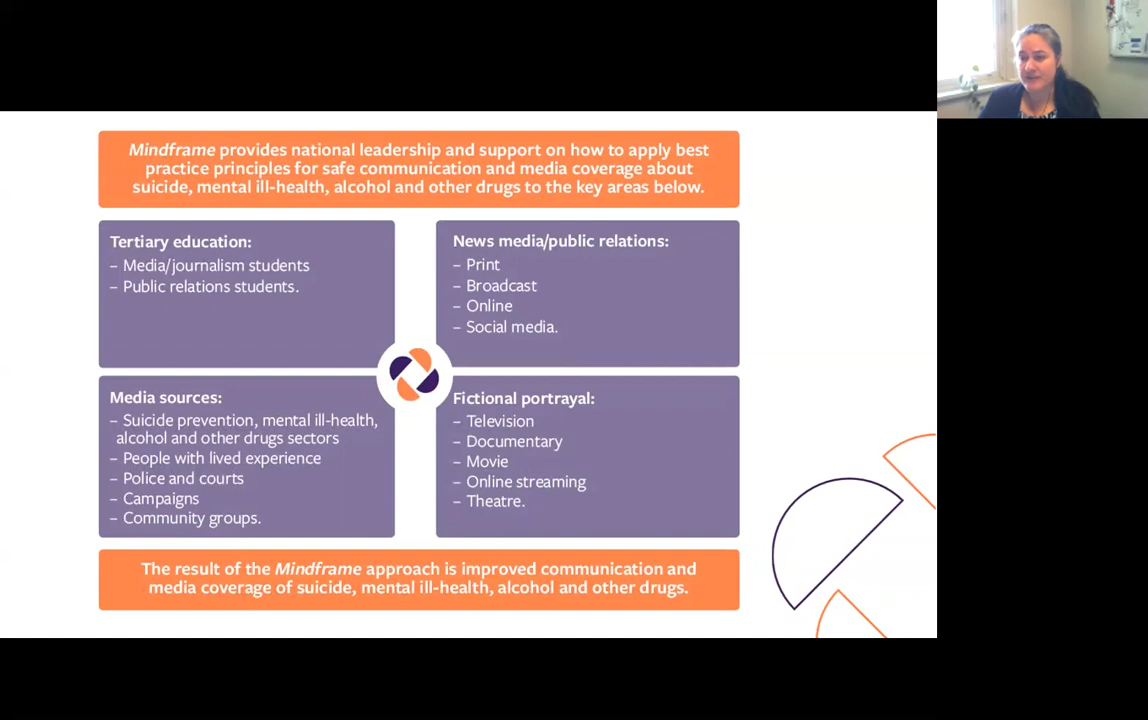 Mindframe provides national leadership and support on how to apply best
practice principles for safe communication and media coverage about
suicide, mental ill-health, alcohol and other drugs to the key areas below.
Tertiary education:
– Media/journalism students
– Public relations students.
News media/public relations:
– Print
– Broadcast
– Online
– Social media.
Media sources:
– Suicide prevention, mental ill-health,
alcohol and other drugs sectors
– People with lived experience
– Police and courts
– Campaigns
– Community groups.
Fictional portrayal:
– Television
– Documentary
– Movie
– Online streaming
– Theatre.
The result of the Mindframe approach is improved communication and
media coverage of suicide, mental ill-health, alcohol and other drugs.